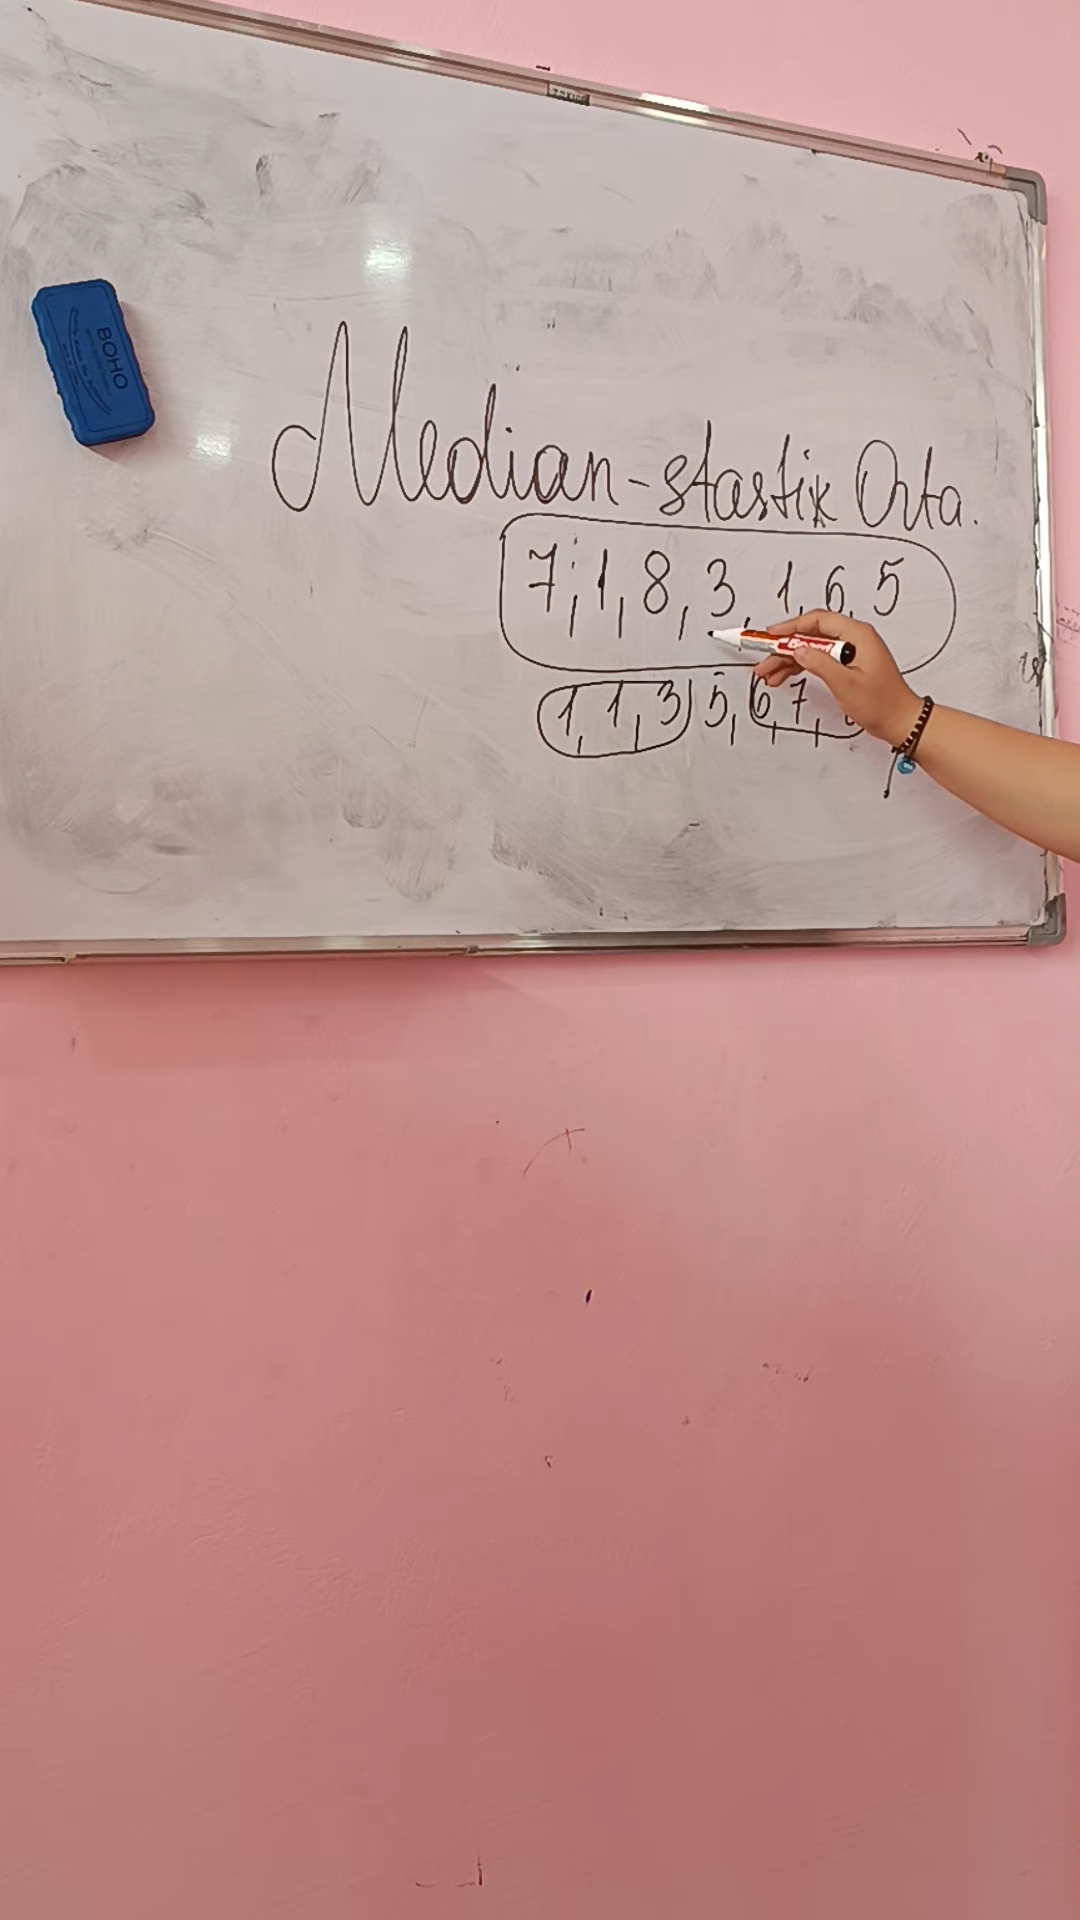 BOHO
Median-stastik Orta.
7, 1, 8, 3, 1, 6, 5
1, 1, 3, 5, 6, 7,